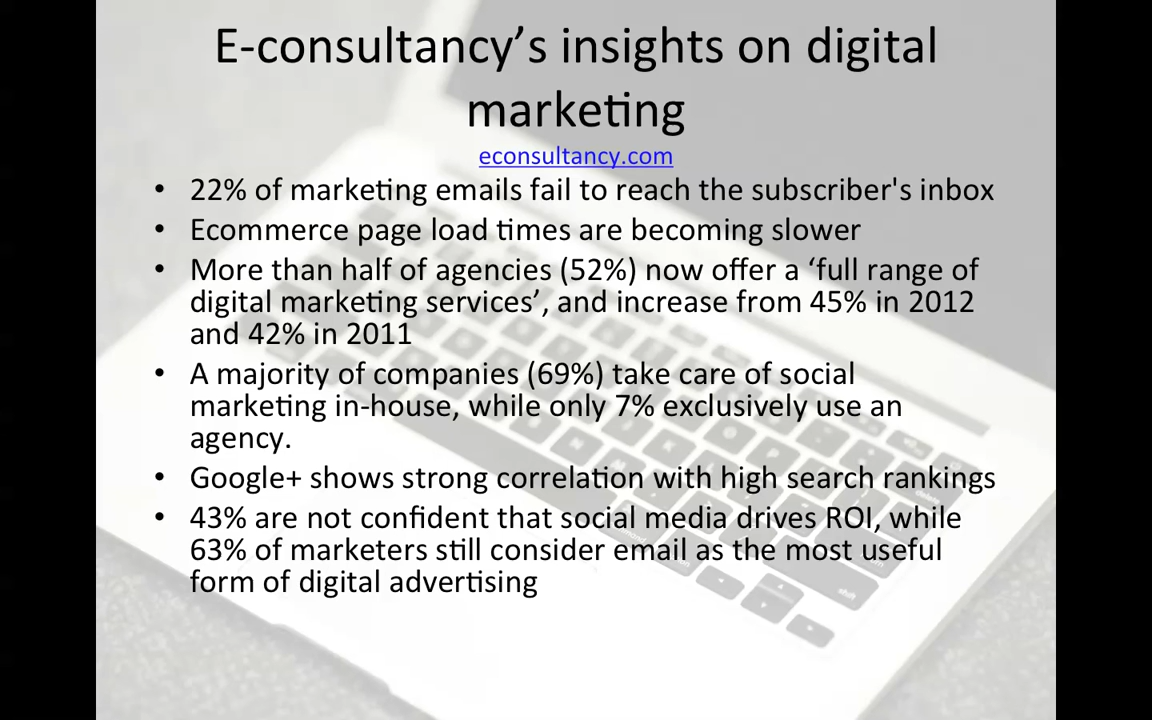 E-consultancy’s insights on digital
marketing
econsultancy.com
• 22% of marketing emails fail to reach the subscriber's inbox
• Ecommerce page load times are becoming slower
• More than half of agencies (52%) now offer a ‘full range of
digital marketing services’, and increase from 45% in 2012
and 42% in 2011
• A majority of companies (69%) take care of social
marketing in-house, while only 7% exclusively use an
agency.
• Google+ shows strong correlation with high search rankings
• 43% are not confident that social media drives ROI, while
63% of marketers still consider email as the most useful
form of digital advertising